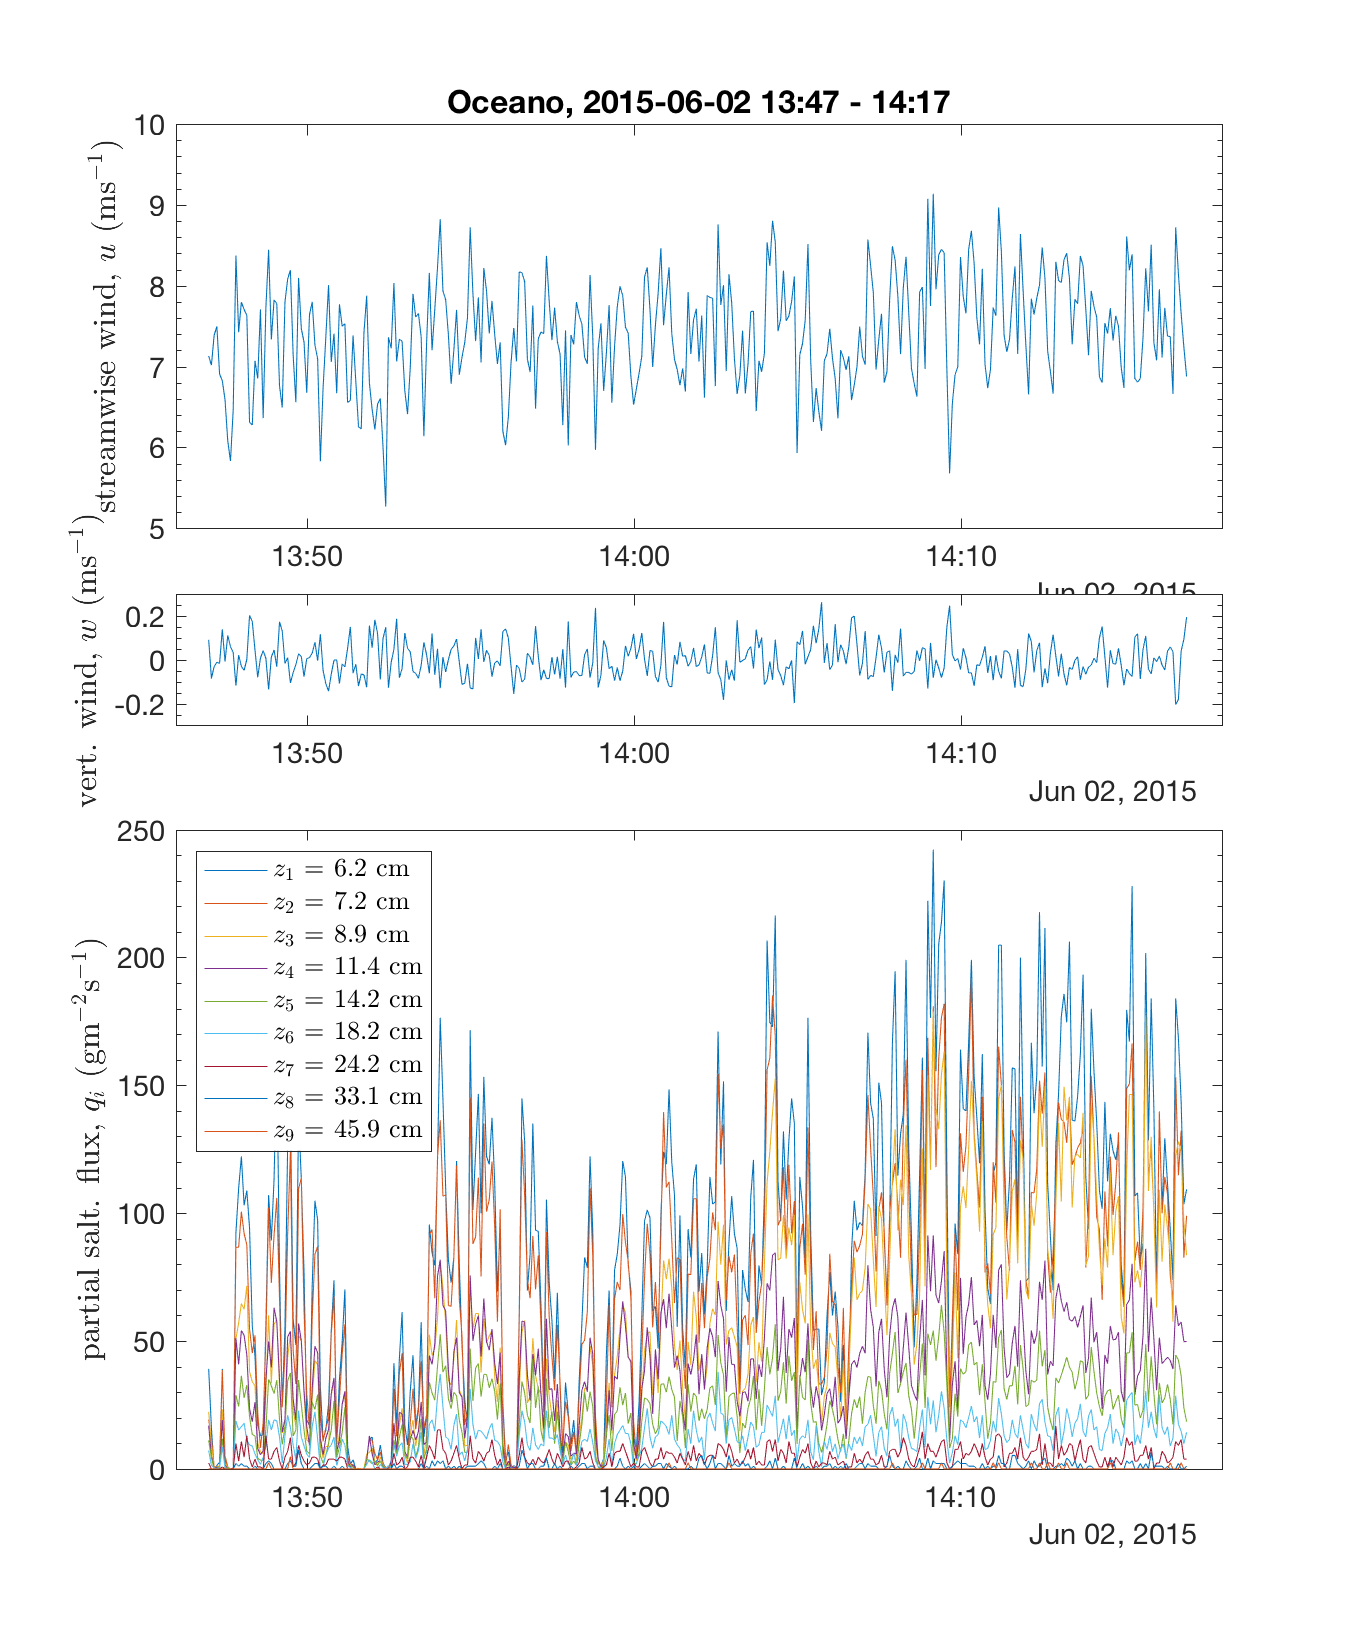 Oceano, 2015-06-02 13:47 - 14:17
streamwise wind, u (ms⁻¹)
10
9
8
7
6
5
13:50 14:00 14:10
Jun 02, 2015
vert. wind, w (ms⁻¹)
0.2
0
-0.2
13:50 14:00 14:10
Jun 02, 2015
partial salt. flux, qᵢ (gm⁻²s⁻¹)
250
200
150
100
50
0
z₁ = 6.2 cm
z₂ = 7.2 cm
z₃ = 8.9 cm
z₄ = 11.4 cm
z₅ = 14.2 cm
z₆ = 18.2 cm
z₇ = 24.2 cm
z₈ = 33.1 cm
z₉ = 45.9 cm
13:50 14:00 14:10
Jun 02, 2015